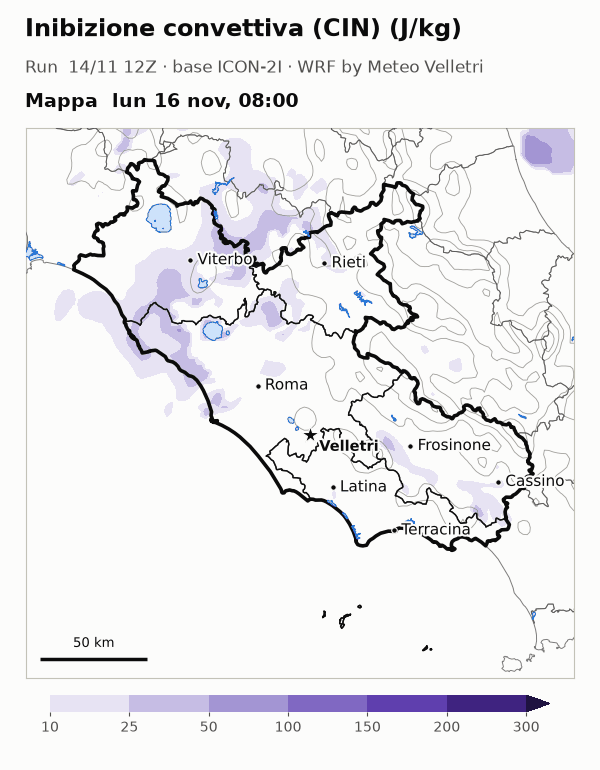 Inibizione convettiva (CIN) (J/kg)
Run 14/11 12Z · base ICON-2I · WRF by Meteo Velletri
Mappa lun 16 nov, 08:00
Viterbo
Rieti
Roma
Velletri
Frosinone
Cassino
Latina
Terracina
50 km
10 25 50 100 150 200 300